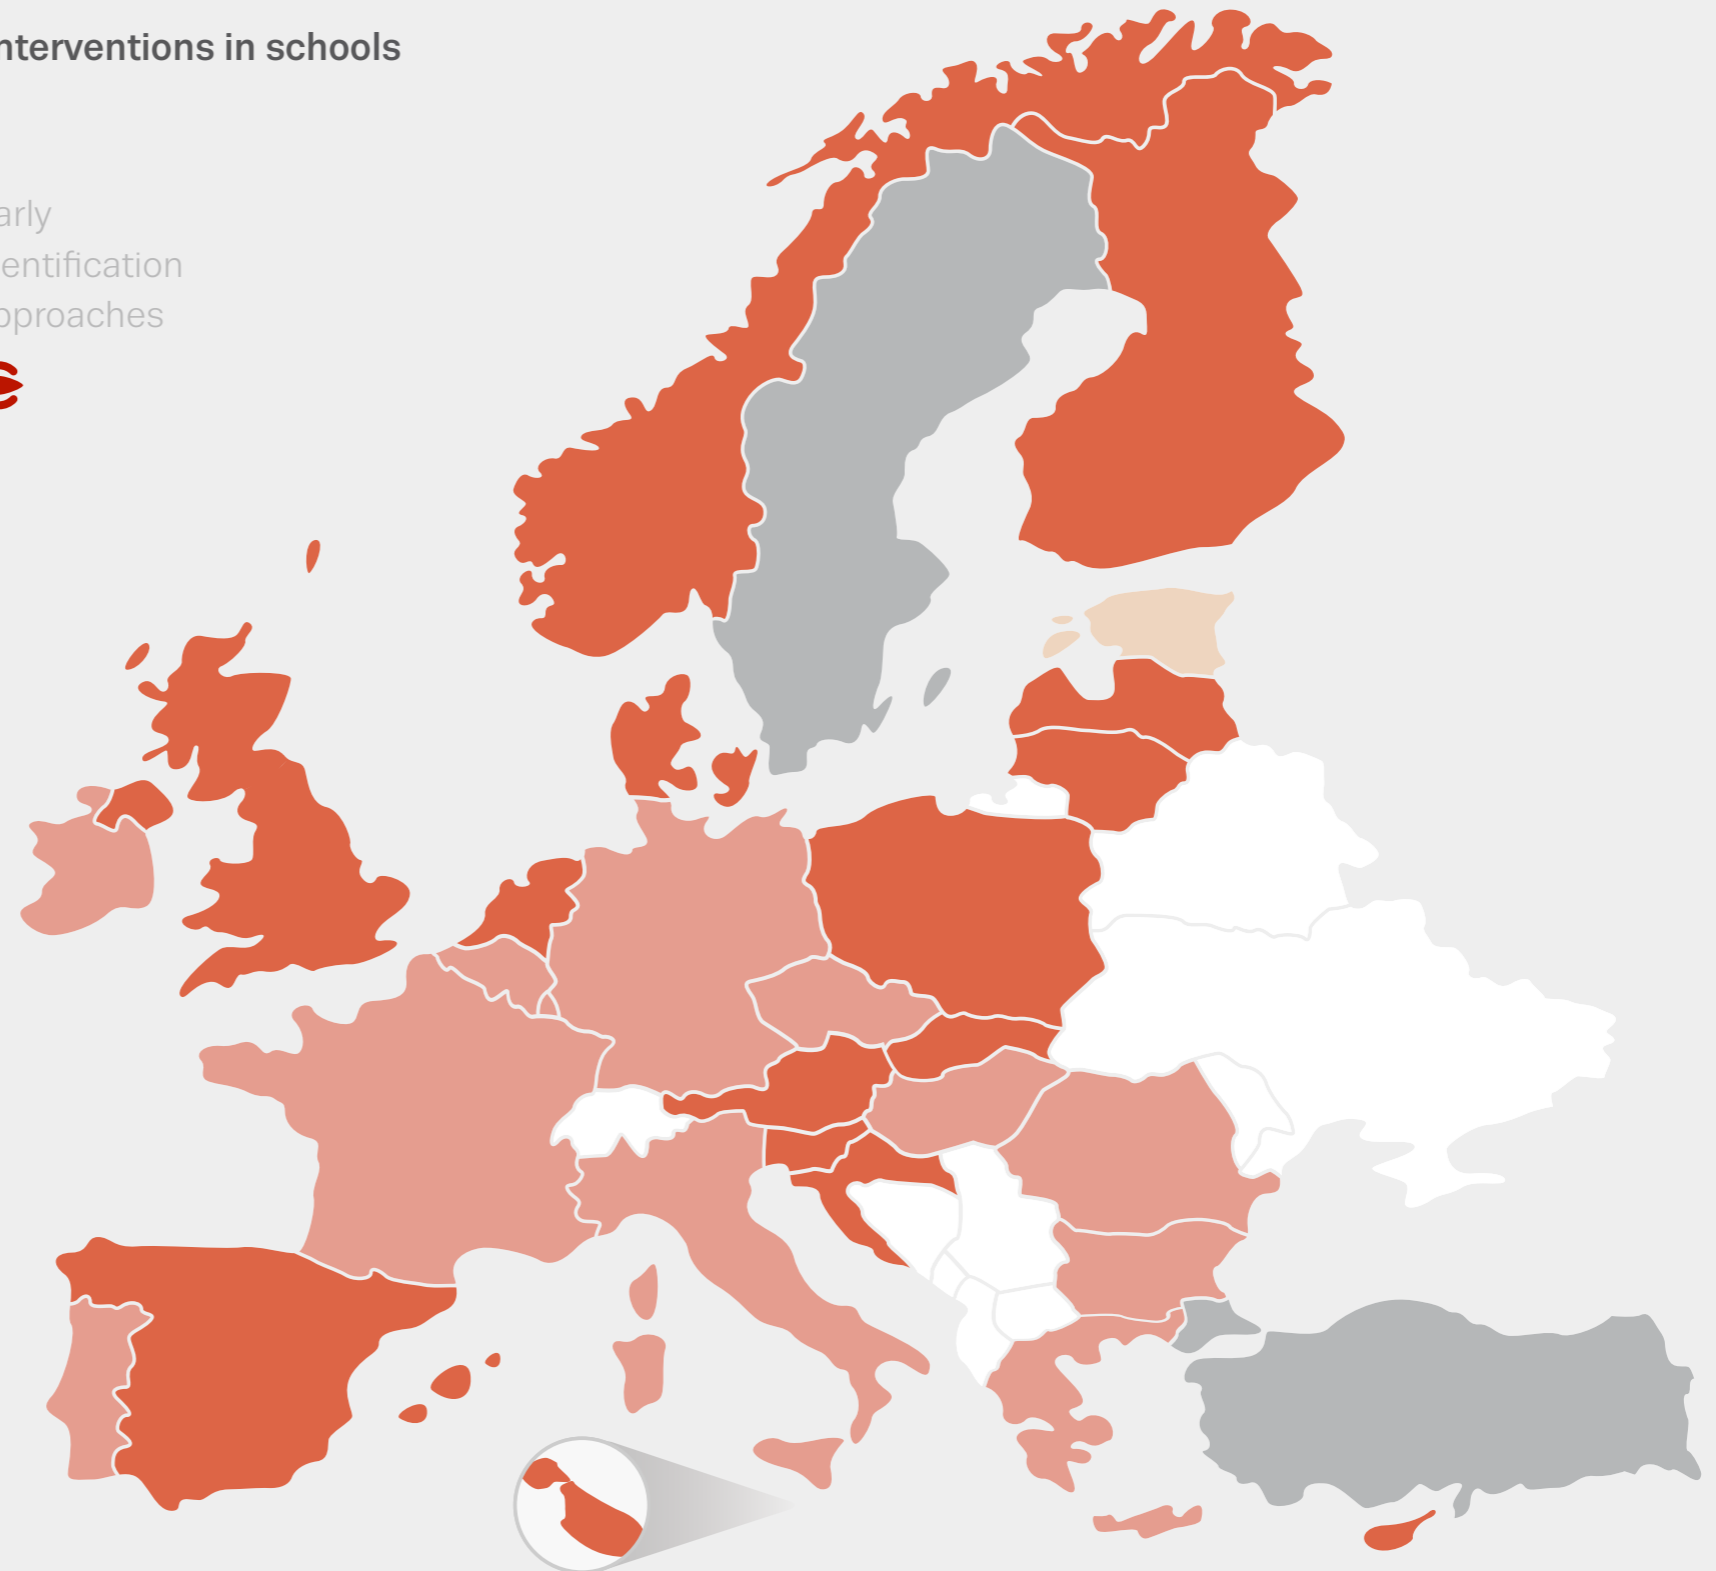 nterventions in schools
arly
entification
pproaches